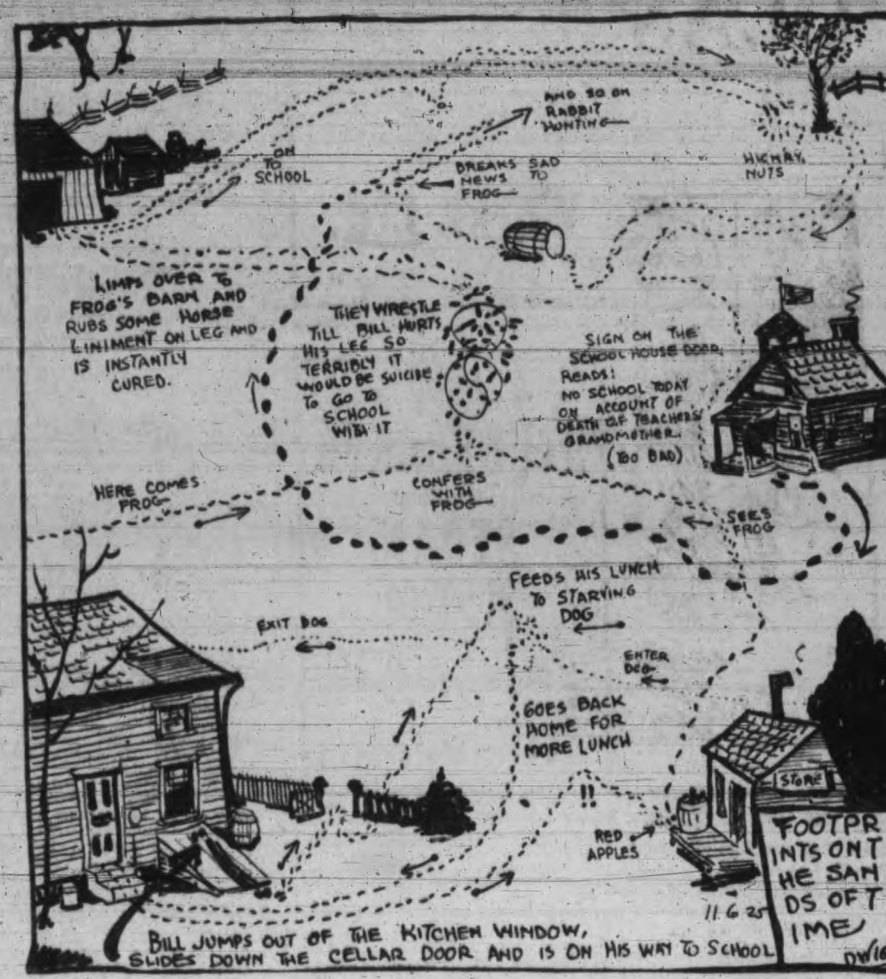 AND SO ON
RABBIT
HUNTING—
ON
TO
SCHOOL
BREAKS SAD
NEWS TO
FROG—
HICKRY
NUTS
LIMPS OVER TO
FROG'S BARN AND
RUBS SOME HORSE
LINIMENT ON LEG AND
IS INSTANTLY
CURED.
THEY WRESTLE
TILL BILL HURTS
HIS LEG SO
TERRIBLY IT
WOULD BE SUICIDE
TO GO TO
SCHOOL
WITH IT
SIGN ON THE
SCHOOL HOUSE DOOR,
READS:
NO SCHOOL TODAY
ON ACCOUNT OF
DEATH OF TEACHERS
GRANDMOTHER.
(TOO BAD)
HERE COMES
FROG—
CONFERS
WITH
FROG—
SEES
FROG
FEEDS HIS LUNCH
TO STARVING
DOG
EXIT DOG
ENTER
DOG—
GOES BACK
HOME FOR
MORE LUNCH
!!
RED
APPLES
STORE
BILL JUMPS OUT OF THE KITCHEN WINDOW,
SLIDES DOWN THE CELLAR DOOR AND IS ON HIS WAY TO SCHOOL
11-6-25
FOOTPR
INTS ON T
HE SAN
DS OF T
IME
DWIG